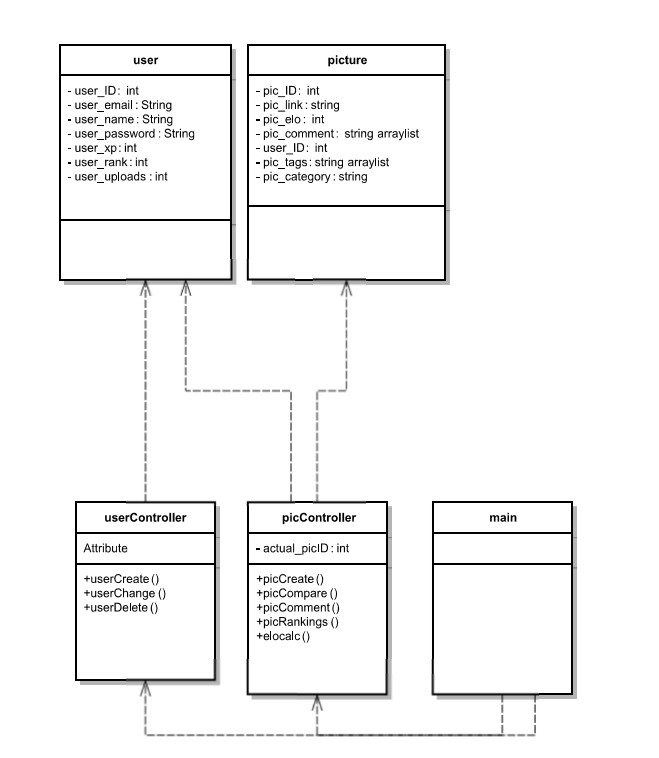 user
- user_ID : int
- user_email : String
- user_name : String
- user_password : String
- user_xp : int
- user_rank : int
- user_uploads : int
picture
- pic_ID : int
- pic_link : string
- pic_elo : int
- pic_comment : string arraylist
- user_ID : int
- pic_tags : string arraylist
- pic_category : string
userController
Attribute
+userCreate ()
+userChange ()
+userDelete ()
picController
- actual_picID : int
+picCreate ()
+picCompare ()
+picComment ()
+picRankings ()
+elocalc ()
main